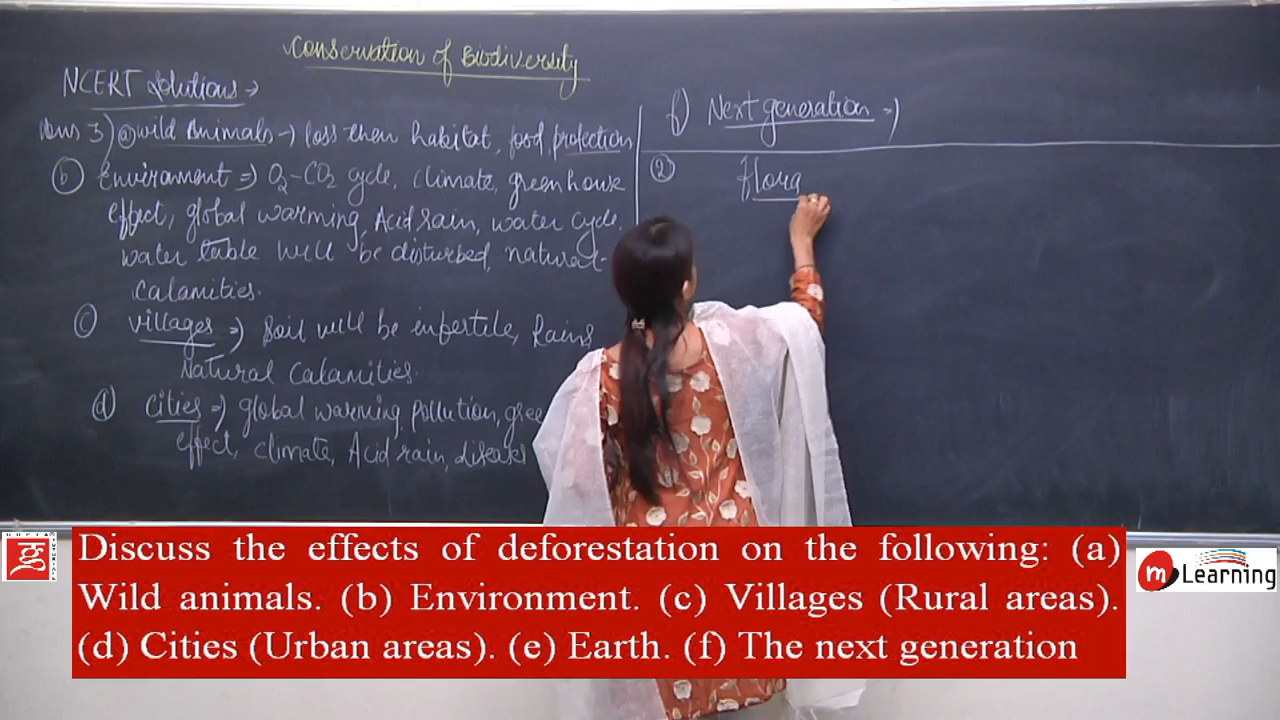 Conservation of Biodiversity
NCERT Solutions →
Ans 3) ⓐ Wild Animals → loss them habitat, food, protection
ⓑ Environment ⇒ O2-CO2 cycle, climate, green house
effect, global warming, Acid rain, water cycle.
water table will be disturbed, natural-
calamities.
ⓒ villages ⇒ Soil will be infertile, Rains
Natural Calamities.
ⓓ Cities ⇒ global warming pollution, gree
effect, climate, Acid rain, diseases
f) Next generation ⇒
② flora
Discuss the effects of deforestation on the following: (a)
Wild animals. (b) Environment. (c) Villages (Rural areas).
(d) Cities (Urban areas). (e) Earth. (f) The next generation
GUPTA
m Learning